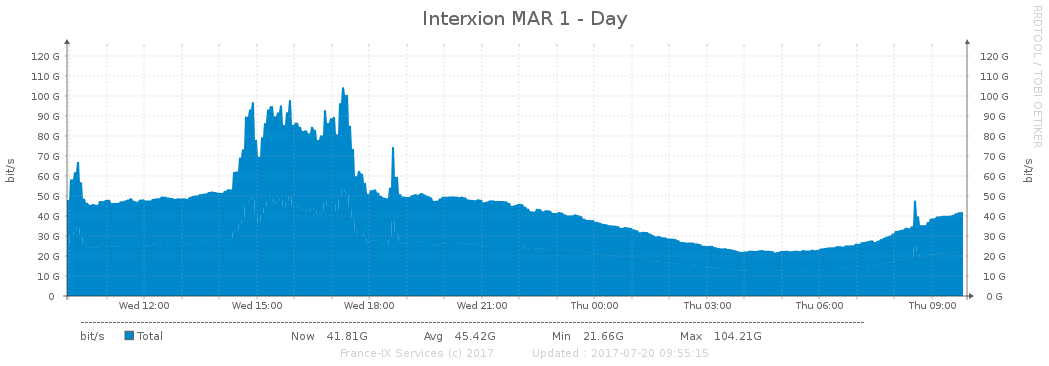 Interxion MAR 1 - Day
RRDTOOL / TOBI OETIKER
bit/s
bit/s
120 G 120 G
110 G 110 G
100 G 100 G
90 G 90 G
80 G 80 G
70 G 70 G
60 G 60 G
50 G 50 G
40 G 40 G
30 G 30 G
20 G 20 G
10 G 10 G
0 0 G
Wed 12:00 Wed 15:00 Wed 18:00 Wed 21:00 Thu 00:00 Thu 03:00 Thu 06:00 Thu 09:00
bit/s Total Now 41.81G Avg 45.42G Min 21.66G Max 104.21G
France-IX Services (c) 2017 Updated : 2017-07-20 09:55:15